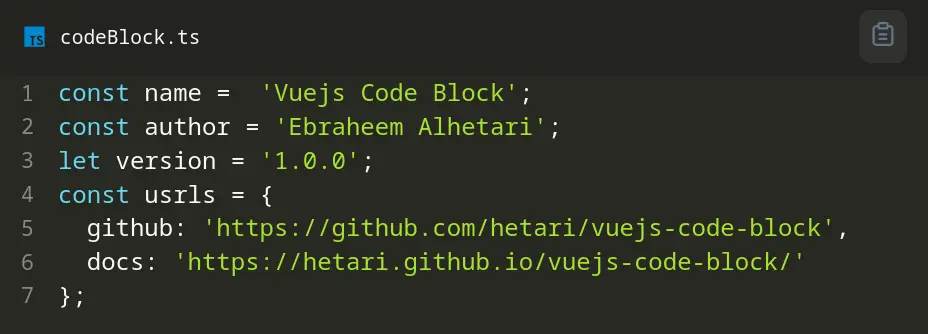 TS codeBlock.ts
1 const name =  'Vuejs Code Block';
2 const author = 'Ebraheem Alhetari';
3 let version = '1.0.0';
4 const usrls = {
5   github: 'https://github.com/hetari/vuejs-code-block',
6   docs: 'https://hetari.github.io/vuejs-code-block/'
7 };